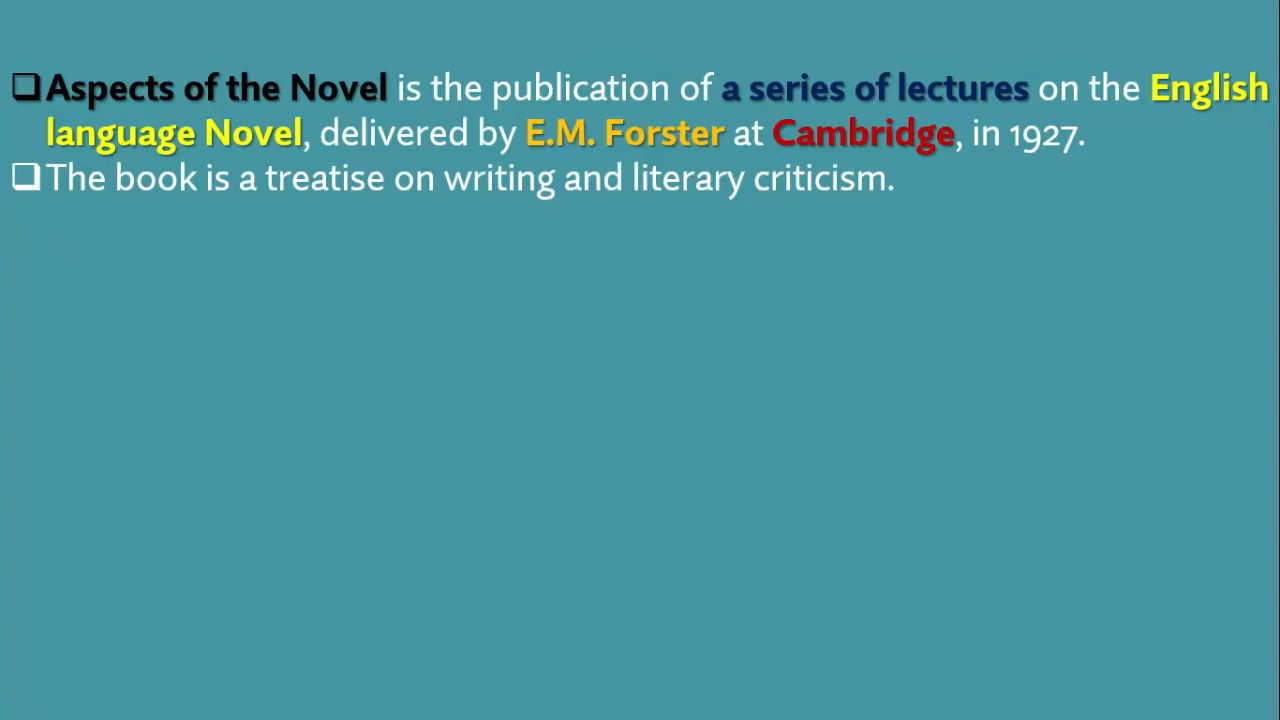 ❑Aspects of the Novel is the publication of a series of lectures on the English
language Novel, delivered by E.M. Forster at Cambridge, in 1927.
❑The book is a treatise on writing and literary criticism.